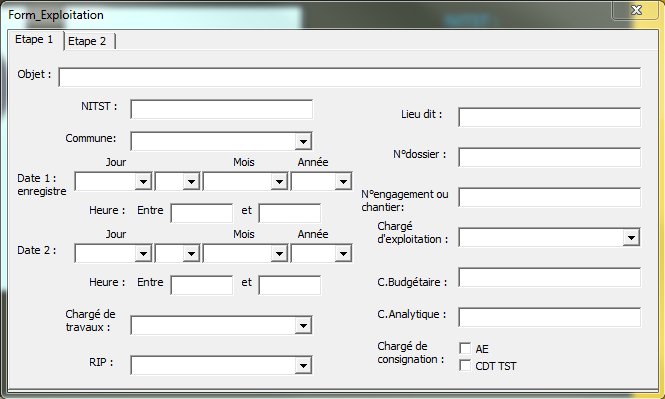 Form_Exploitation
Etape 1
Etape 2
Objet :
NITST :
Commune:
Jour Mois Année
Date 1 :
enregistre
Heure : Entre et
Jour Mois Année
Date 2 :
Heure : Entre et
Chargé de
travaux :
RIP :
Lieu dit :
N°dossier :
N°engagement ou
chantier:
Chargé
d'exploitation :
C.Budgétaire :
C.Analytique :
Chargé de
consignation :
AE
CDT TST
NITST :